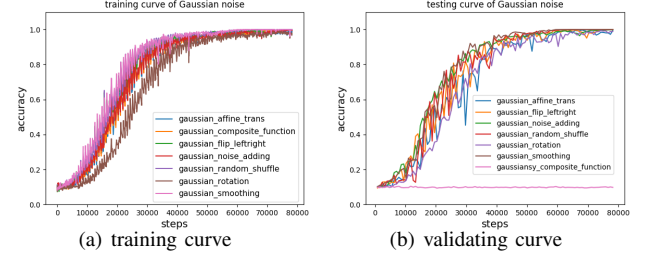 training curve of Gaussian noise
1.0
0.8
0.6
0.4
0.2
0.0
accuracy
gaussian_affine_trans
gaussian_composite_function
gaussian_flip_leftright
gaussian_noise_adding
gaussian_random_shuffle
gaussian_rotation
gaussian_smoothing
0 10000 20000 30000 40000 50000 60000 70000 80000
steps
(a) training curve
testing curve of Gaussian noise
1.0
0.8
0.6
0.4
0.2
0.0
accuracy
gaussian_affine_trans
gaussian_flip_leftright
gaussian_noise_adding
gaussian_random_shuffle
gaussian_rotation
gaussian_smoothing
gaussiansy_composite_function
0 10000 20000 30000 40000 50000 60000 70000 80000
steps
(b) validating curve